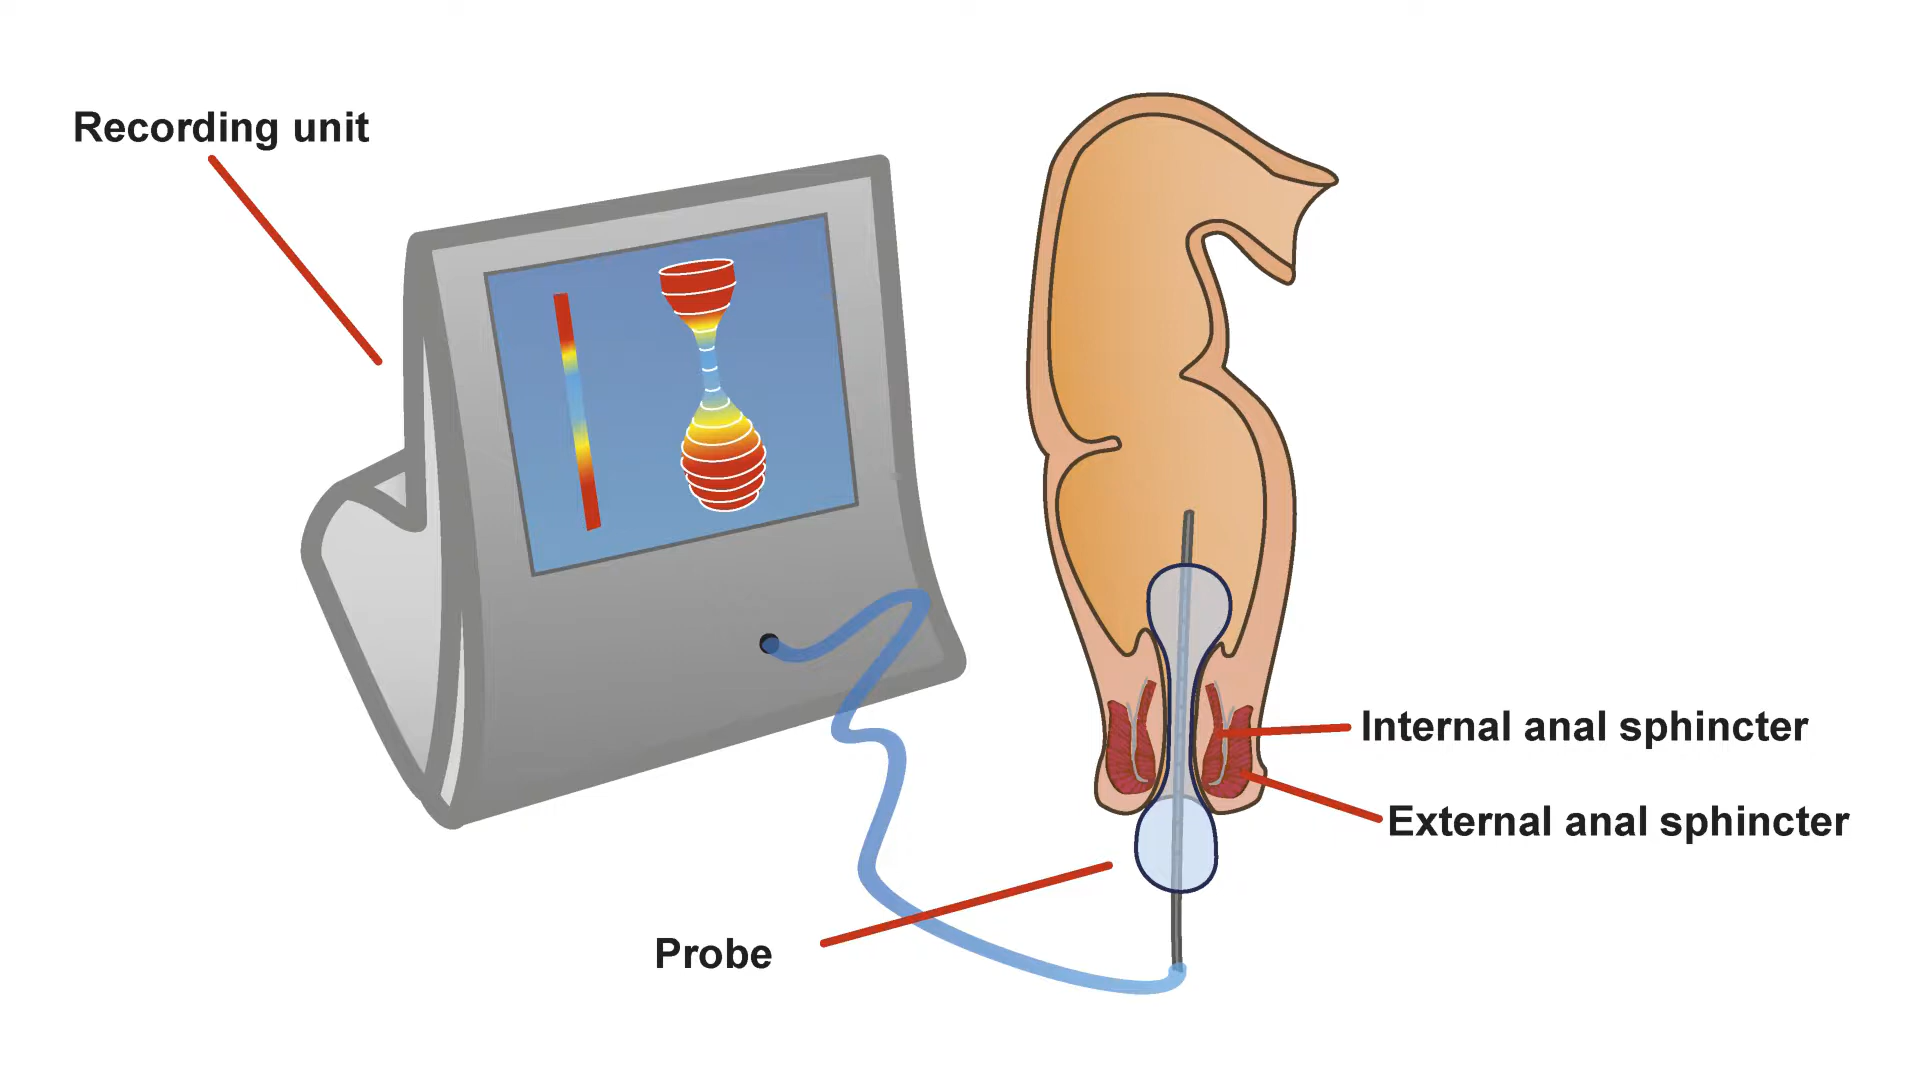 Recording unit
Internal anal sphincter
External anal sphincter
Probe